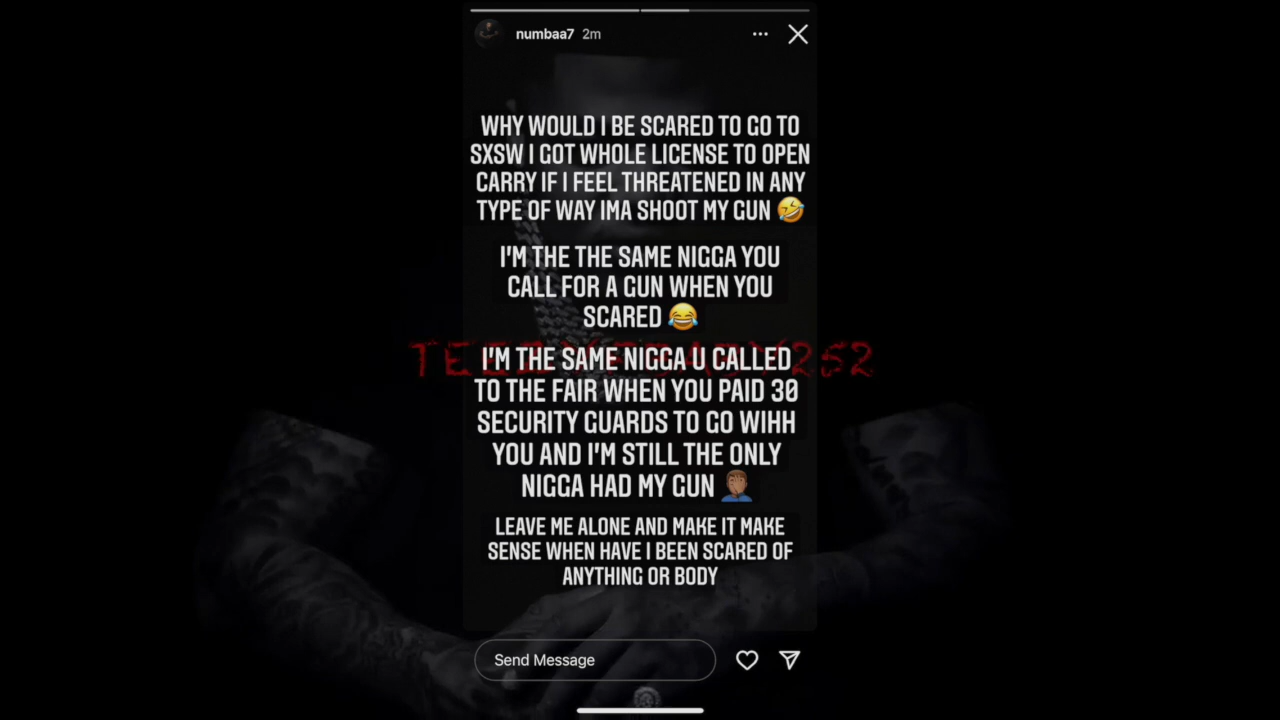 numbaa7 2m
WHY WOULD I BE SCARED TO GO TO
SXSW I GOT WHOLE LICENSE TO OPEN
CARRY IF I FEEL THREATENED IN ANY
TYPE OF WAY IMA SHOOT MY GUN 🤣
I'M THE THE SAME NIGGA YOU
CALL FOR A GUN WHEN YOU
SCARED 😂
I'M THE SAME NIGGA U CALLED
TO THE FAIR WHEN YOU PAID 30
SECURITY GUARDS TO GO WIHH
YOU AND I'M STILL THE ONLY
NIGGA HAD MY GUN 🤦🏽‍♂️
LEAVE ME ALONE AND MAKE IT MAKE
SENSE WHEN HAVE I BEEN SCARED OF
ANYTHING OR BODY
Send Message